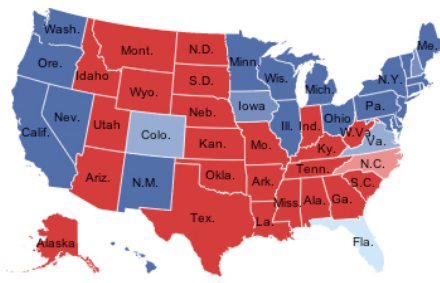 Wash.
Mont.
N.D.
Minn.
Me.
Ore.
Idaho
S.D.
Wis.
Mich.
N.Y.
Wyo.
Neb.
Iowa
Pa.
Nev.
Utah
Colo.
Ill.
Ind.
Ohio
Calif.
Kan.
Mo.
Ky.
W.Va.
Va.
Ariz.
N.M.
Okla.
Ark.
Tenn.
N.C.
S.C.
Tex.
La.
Miss.
Ala.
Ga.
Alaska
Fla.